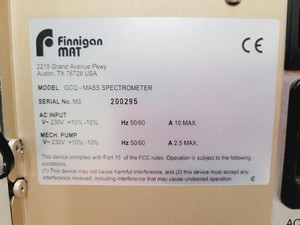 Finnigan
MAT
2215 Grand Avenue Pkwy
Austin, TX 78728 USA
CE
MODEL GCQ - MASS SPECTROMETER
SERIAL No. MS 200295
AC INPUT
V~ 230V +10% -10% Hz 50/60 A 10 MAX.
MECH. PUMP
V~ 230V +10% -10% Hz 50/60 A 2.5 MAX.
This device complies with Part 15 of the FCC rules. Operation is subject to the following:
(1) This device may not cause harmful interference, and (2) this device must accept any
interference received, including interference that may cause undesired operation.